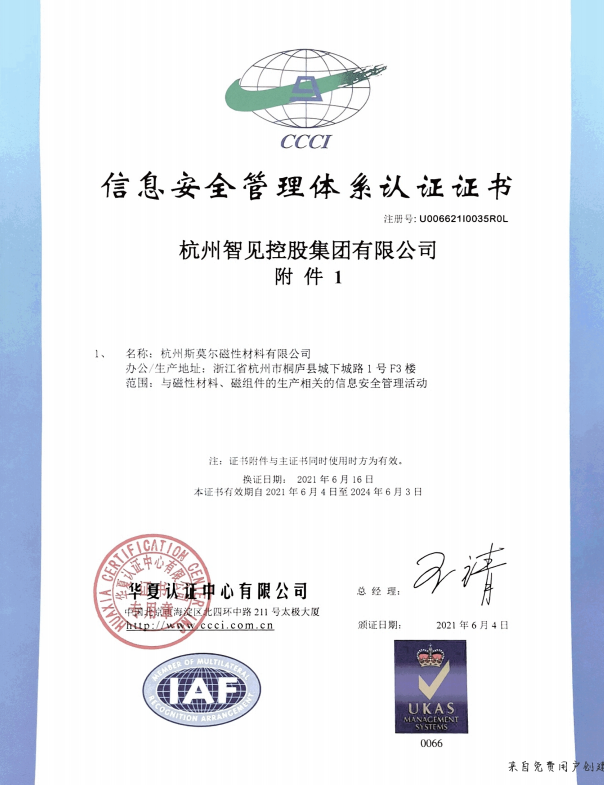 CCCI
信息安全管理体系认证证书
注册号: U006621I0035R0L
杭州智见控股集团有限公司
附 件 1
1、 名称：杭州斯莫尔磁性材料有限公司
办公/生产地址：浙江省杭州市桐庐县城下城路 1 号 F3 楼
范围：与磁性材料、磁组件的生产相关的信息安全管理活动
注：证书附件与主证书同时使用时方为有效。
换证日期： 2021 年 6 月 16 日
本证书有效期自 2021 年 6 月 4 日至 2024 年 6 月 3 日
HUAXIA CERTIFICATION CENTER INC
华夏认证中心有限公司
证书
专用章
华夏认证中心有限公司
中国北京市海淀区北四环中路 211 号太极大厦
http://www.ccci.com.cn
总 经 理：
颁证日期： 2021 年 6 月 4 日
MEMBER OF MULTILATERAL
IAF
RECOGNITION ARRANGEMENT
UKAS
MANAGEMENT
SYSTEMS
0066
来自免费用户创建